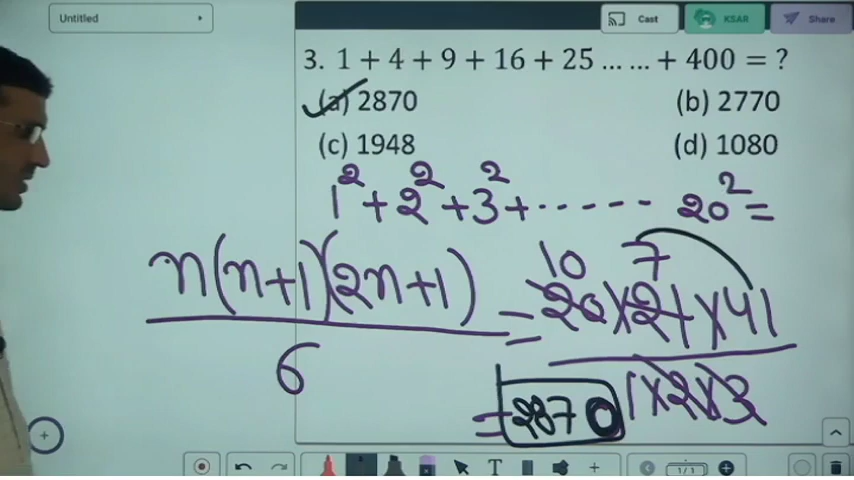 Untitled
Cast KSAR Share
3. 1 + 4 + 9 + 16 + 25 ... ... + 400 = ?
(a) 2870 (b) 2770
(c) 1948 (d) 1080
1² + 2² + 3² + ------ 20² =
n(n+1)(2n+1) = 20×21×41
10 7
6 1×2×3
= 2870
T + 1/1 +